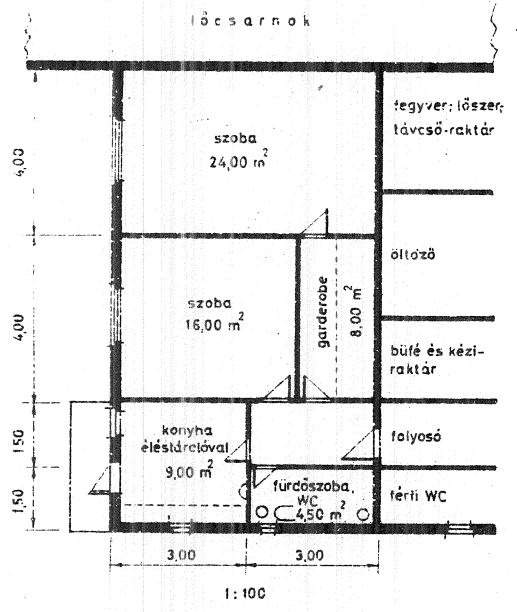 lőcsarnok
fegyver, lőszer,
távcső-raktár
szoba
24,00 m²
4,00
öltöző
garderobe
8,00 m²
szoba
16,00 m²
4,00
büfé és kézi-
raktár
konyha
éléstárolóval
9,00 m²
folyosó
1,50
fürdőszoba,
WC
4,50 m²
férfi WC
1,50
3,00
3,00
1:100